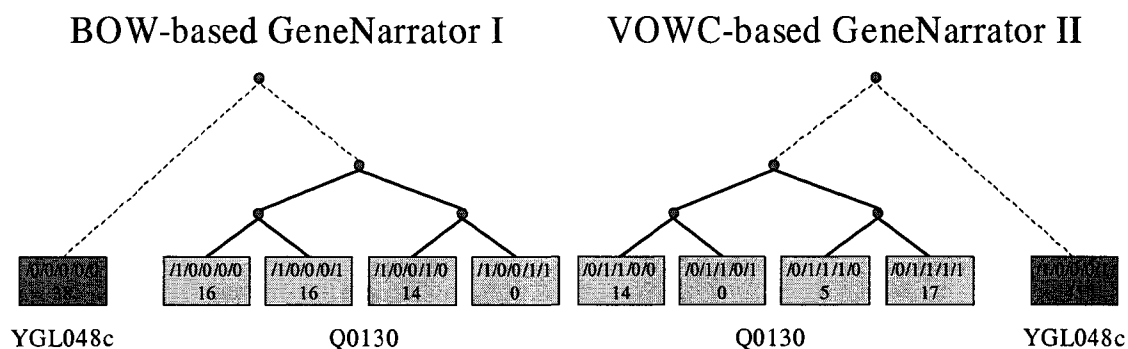 BOW-based GeneNarrator I
VOWC-based GeneNarrator II
/1/0/0/0/0
16
/1/0/0/0/1
16
/1/0/0/1/0
14
/1/0/0/1/1
0
/0/1/1/0/0
14
/0/1/1/0/1
0
/0/1/1/1/0
5
/0/1/1/1/1
17
YGL048c
Q0130
Q0130
YGL048c